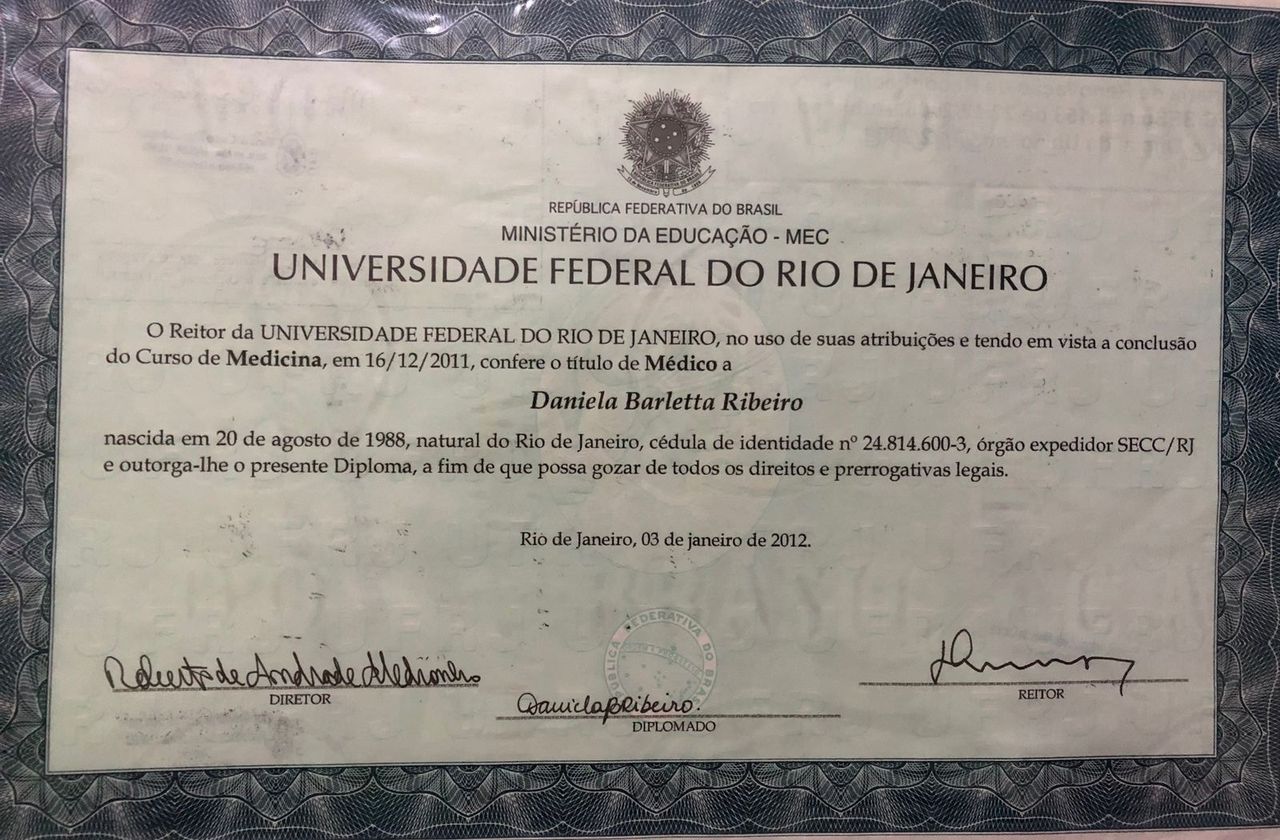 REPÚBLICA FEDERATIVA DO BRASIL
MINISTÉRIO DA EDUCAÇÃO - MEC
UNIVERSIDADE FEDERAL DO RIO DE JANEIRO
O Reitor da UNIVERSIDADE FEDERAL DO RIO DE JANEIRO, no uso de suas atribuições e tendo em vista a conclusão
do Curso de Medicina, em 16/12/2011, confere o título de Médico a
Daniela Barletta Ribeiro
nascida em 20 de agosto de 1988, natural do Rio de Janeiro, cédula de identidade nº 24.814.600-3, órgão expedidor SECC/RJ
e outorga-lhe o presente Diploma, a fim de que possa gozar de todos os direitos e prerrogativas legais.
Rio de Janeiro, 03 de janeiro de 2012.
Roberto de Andrade Medronho
DIRETOR
DanielaBRibeiro.
DIPLOMADO
REITOR